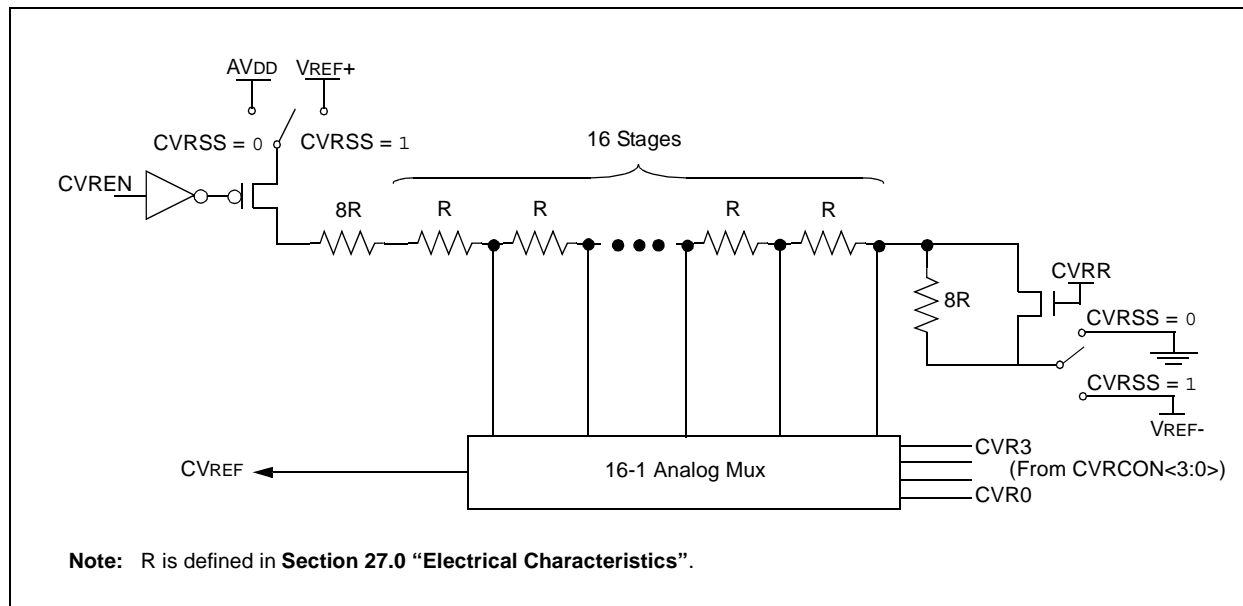 AVDD VREF+
CVRSS = 0 CVRSS = 1
16 Stages
CVREN
8R R R R R
CVRR
8R
CVRSS = 0
CVRSS = 1
VREF-
CVR3
CVREF 16-1 Analog Mux (From CVRCON<3:0>)
CVR0
Note: R is defined in Section 27.0 “Electrical Characteristics”.